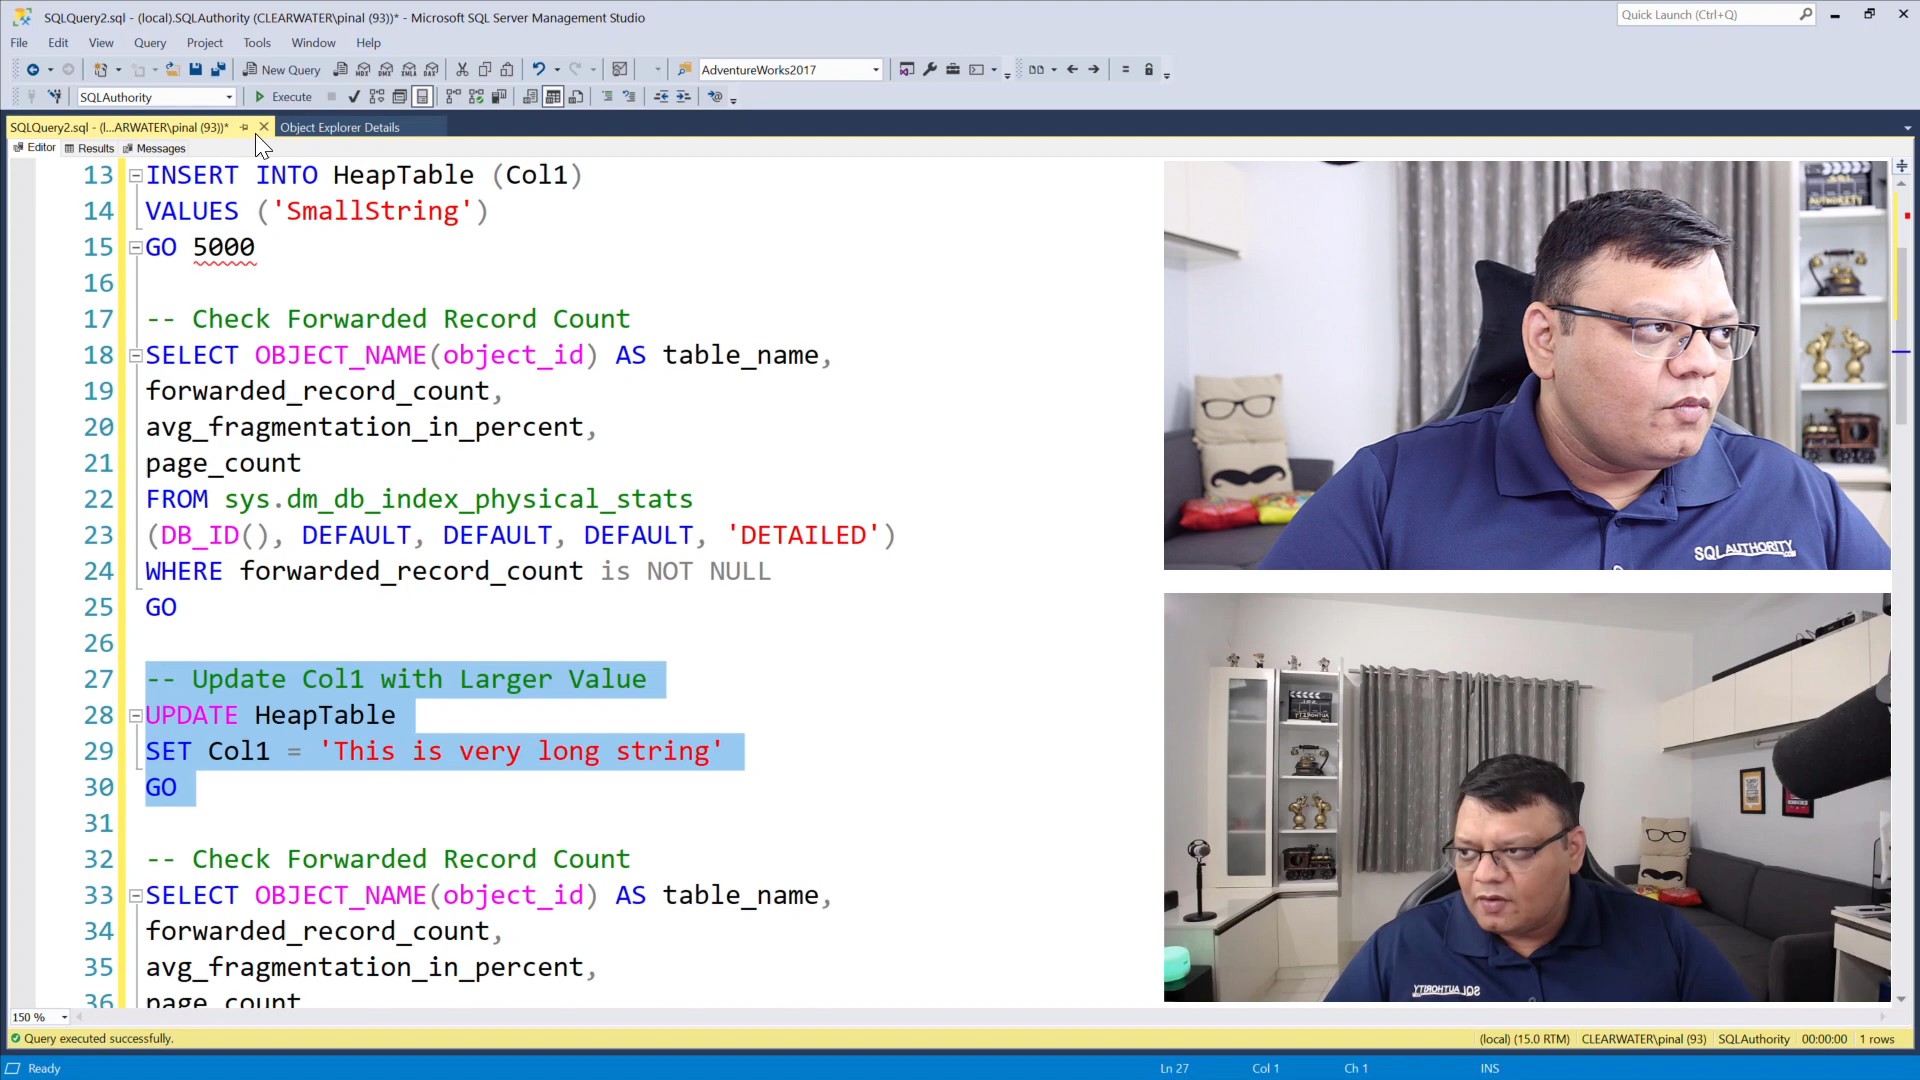 SQLQuery2.sql - (local).SQLAuthority (CLEARWATER\pinal (93))* - Microsoft SQL Server Management Studio
Quick Launch (Ctrl+Q)
File Edit View Query Project Tools Window Help
New Query
AdventureWorks2017
SQLAuthority
Execute
SQLQuery2.sql - (l...ARWATER\pinal (93))*
Object Explorer Details
Editor Results Messages
13 INSERT INTO HeapTable (Col1)
14 VALUES ('SmallString')
15 GO 5000
16
17 -- Check Forwarded Record Count
18 SELECT OBJECT_NAME(object_id) AS table_name,
19 forwarded_record_count,
20 avg_fragmentation_in_percent,
21 page_count
22 FROM sys.dm_db_index_physical_stats
23 (DB_ID(), DEFAULT, DEFAULT, DEFAULT, 'DETAILED')
24 WHERE forwarded_record_count is NOT NULL
25 GO
26
27 -- Update Col1 with Larger Value
28 UPDATE HeapTable
29 SET Col1 = 'This is very long string'
30 GO
31
32 -- Check Forwarded Record Count
33 SELECT OBJECT_NAME(object_id) AS table_name,
34 forwarded_record_count,
35 avg_fragmentation_in_percent,
36 page_count
SQLAUTHORITY
SQLAUTHORITY
150 %
Query executed successfully.
(local) (15.0 RTM) CLEARWATER\pinal (93) SQLAuthority 00:00:00 1 rows
Ready
Ln 27 Col 1 Ch 1 INS